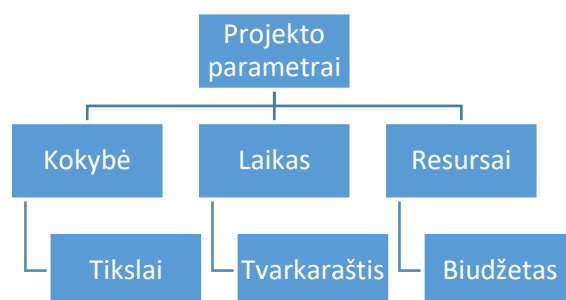 Projekto
parametrai
Kokybė
Laikas
Resursai
Tikslai
Tvarkaraštis
Biudžetas